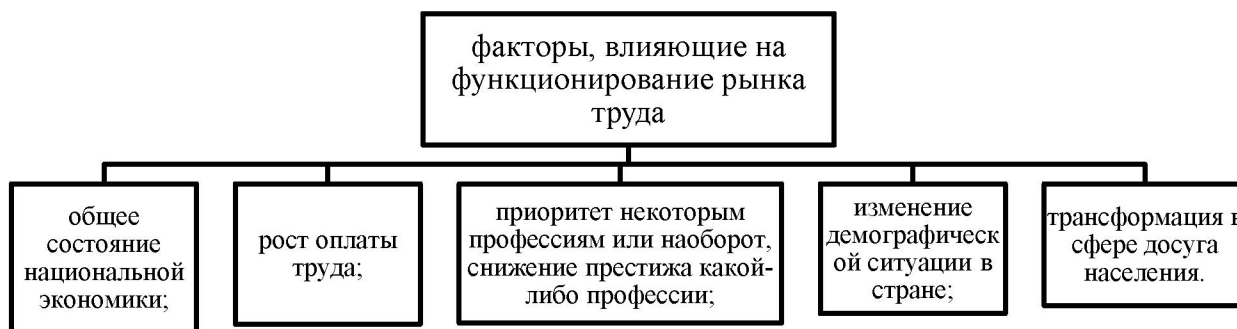 факторы, влияющие на
функционирование рынка
труда
общее
состояние
национальной
экономики;
рост оплаты
труда;
приоритет некоторым
профессиям или наоборот,
снижение престижа какой-
либо профессии;
изменение
демографическ
ой ситуации в
стране;
трансформация в
сфере досуга
населения.